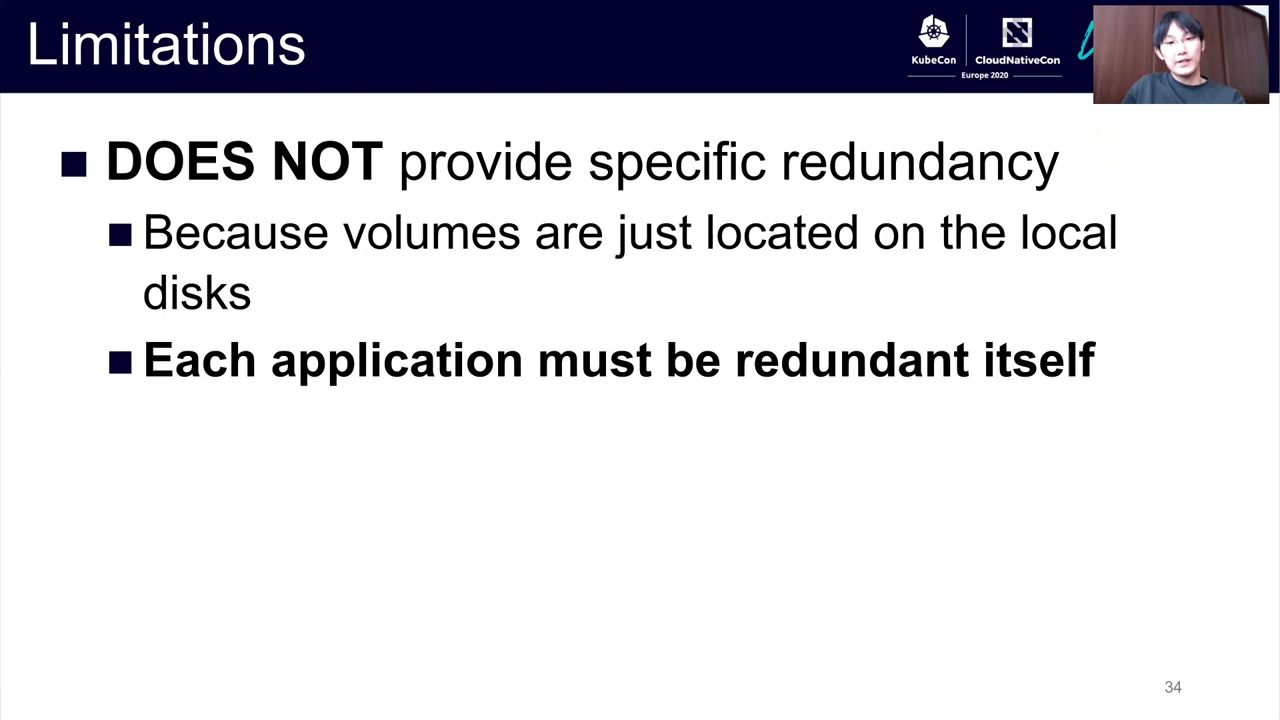 Limitations
KubeCon
CloudNativeCon
Europe 2020
DOES NOT provide specific redundancy
Because volumes are just located on the local
disks
Each application must be redundant itself
34